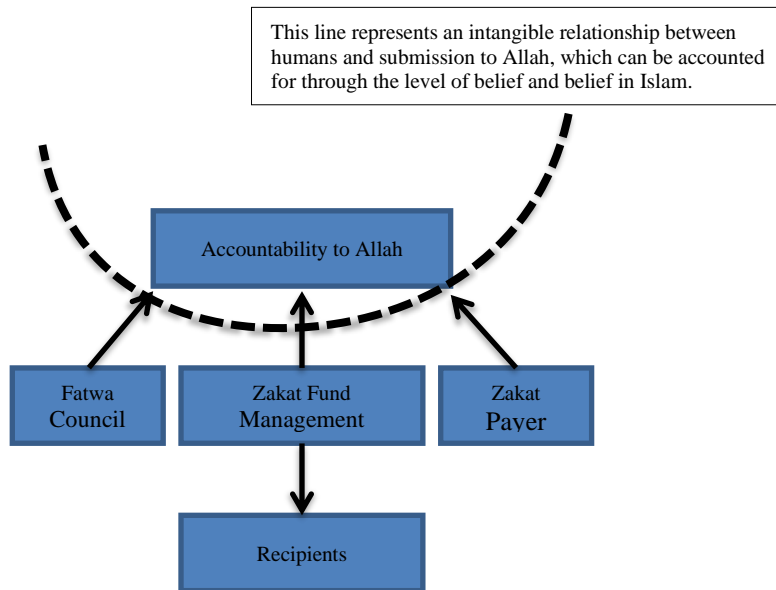 This line represents an intangible relationship between
humans and submission to Allah, which can be accounted
for through the level of belief and belief in Islam.
Accountability to Allah
Fatwa
Council
Zakat Fund
Management
Zakat
Payer
Recipients